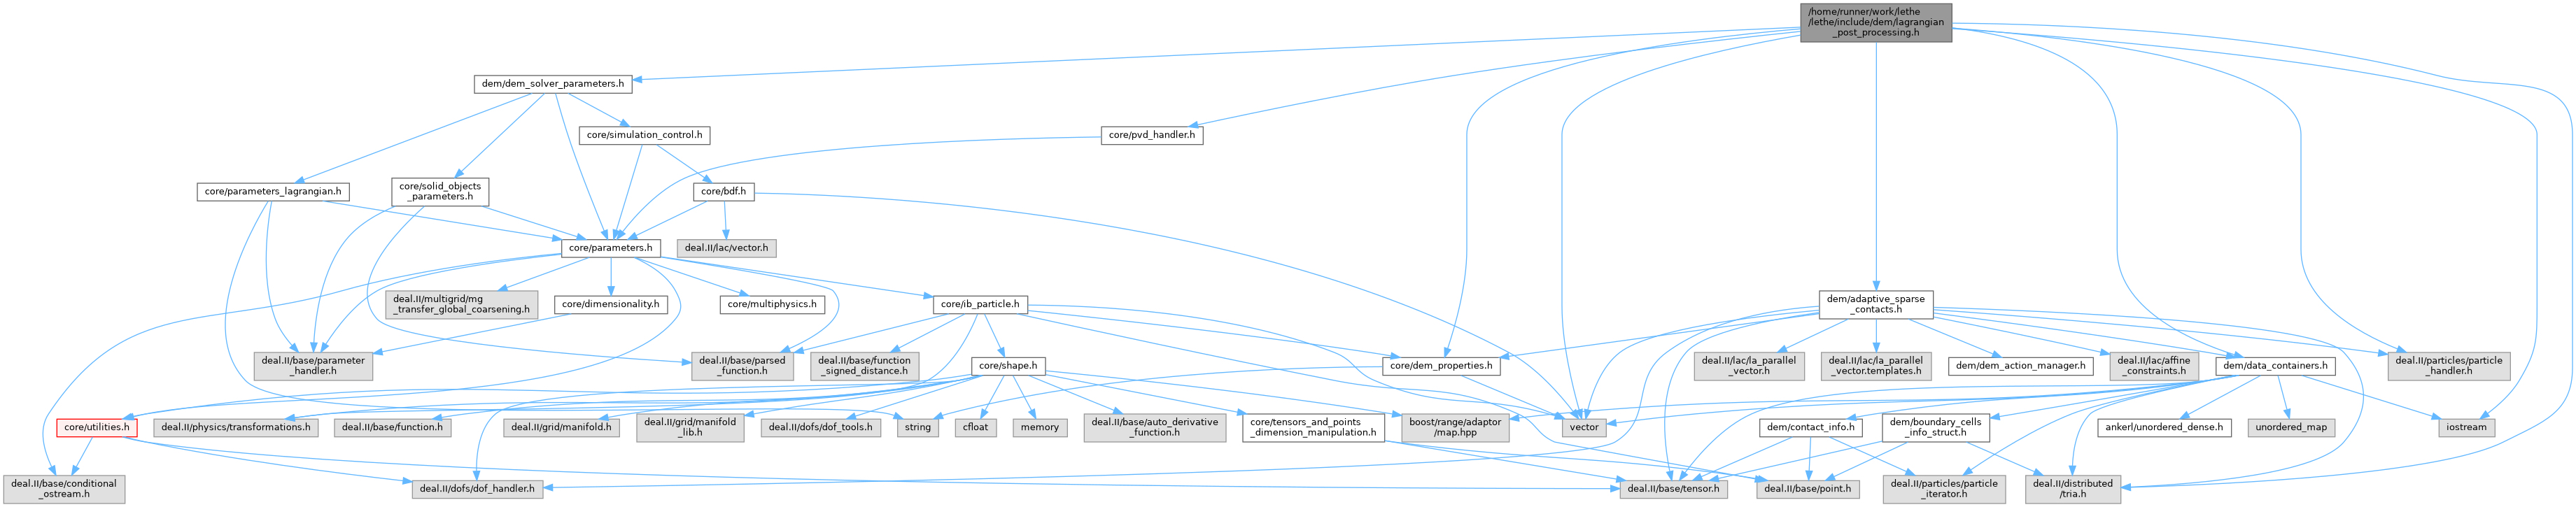 /home/runner/work/lethe
/lethe/include/dem/lagrangian
_post_processing.h
dem/dem_solver_parameters.h
core/simulation_control.h
core/pvd_handler.h
core/parameters_lagrangian.h
core/solid_objects
_parameters.h
core/bdf.h
core/parameters.h
deal.II/lac/vector.h
deal.II/multigrid/mg
_transfer_global_coarsening.h
core/dimensionality.h
core/multiphysics.h
core/ib_particle.h
dem/adaptive_sparse
_contacts.h
deal.II/base/parameter
_handler.h
deal.II/base/parsed
_function.h
deal.II/base/function
_signed_distance.h
core/shape.h
core/dem_properties.h
deal.II/lac/la_parallel
_vector.h
deal.II/lac/la_parallel
_vector.templates.h
dem/dem_action_manager.h
deal.II/lac/affine
_constraints.h
dem/data_containers.h
deal.II/particles/particle
_handler.h
core/utilities.h
deal.II/physics/transformations.h
deal.II/base/function.h
deal.II/grid/manifold.h
deal.II/grid/manifold
_lib.h
deal.II/dofs/dof_tools.h
string
cfloat
memory
deal.II/base/auto_derivative
_function.h
core/tensors_and_points
_dimension_manipulation.h
boost/range/adaptor
/map.hpp
vector
dem/contact_info.h
dem/boundary_cells
_info_struct.h
ankerl/unordered_dense.h
unordered_map
iostream
deal.II/base/conditional
_ostream.h
deal.II/dofs/dof_handler.h
deal.II/base/tensor.h
deal.II/base/point.h
deal.II/particles/particle
_iterator.h
deal.II/distributed
/tria.h